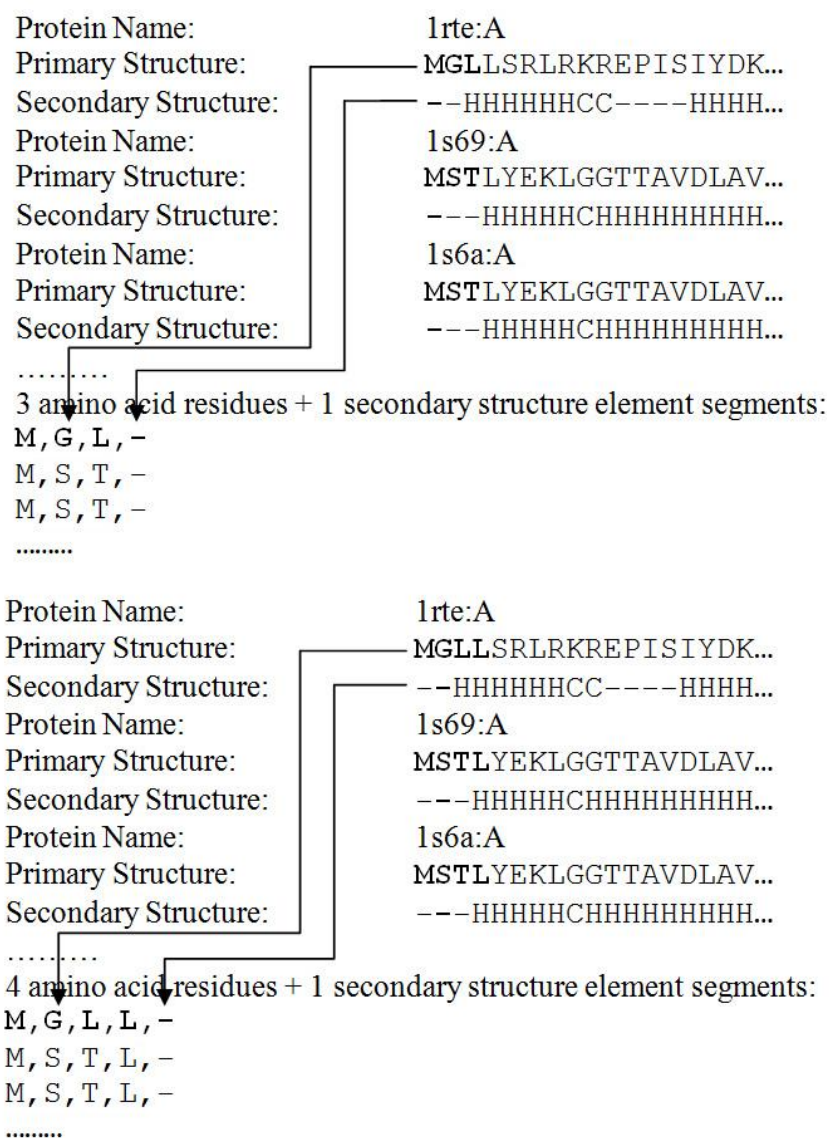 Protein Name: 1rte:A
Primary Structure: MGLLSRLRKREPISIYDK...
Secondary Structure: --HHHHHHCC----HHHH...
Protein Name: 1s69:A
Primary Structure: MSTLYEKLGGTTAVDLAV...
Secondary Structure: ---HHHHHCHHHHHHHHH...
Protein Name: 1s6a:A
Primary Structure: MSTLYEKLGGTTAVDLAV...
Secondary Structure: ---HHHHHCHHHHHHHHH...
.........
3 amino acid residues + 1 secondary structure element segments:
M,G,L,-
M,S,T,-
M,S,T,-
.........
Protein Name: 1rte:A
Primary Structure: MGLLSRLRKREPISIYDK...
Secondary Structure: --HHHHHHCC----HHHH...
Protein Name: 1s69:A
Primary Structure: MSTLYEKLGGTTAVDLAV...
Secondary Structure: ---HHHHHCHHHHHHHHH...
Protein Name: 1s6a:A
Primary Structure: MSTLYEKLGGTTAVDLAV...
Secondary Structure: ---HHHHHCHHHHHHHHH...
.........
4 amino acid residues + 1 secondary structure element segments:
M,G,L,L,-
M,S,T,L,-
M,S,T,L,-
.........